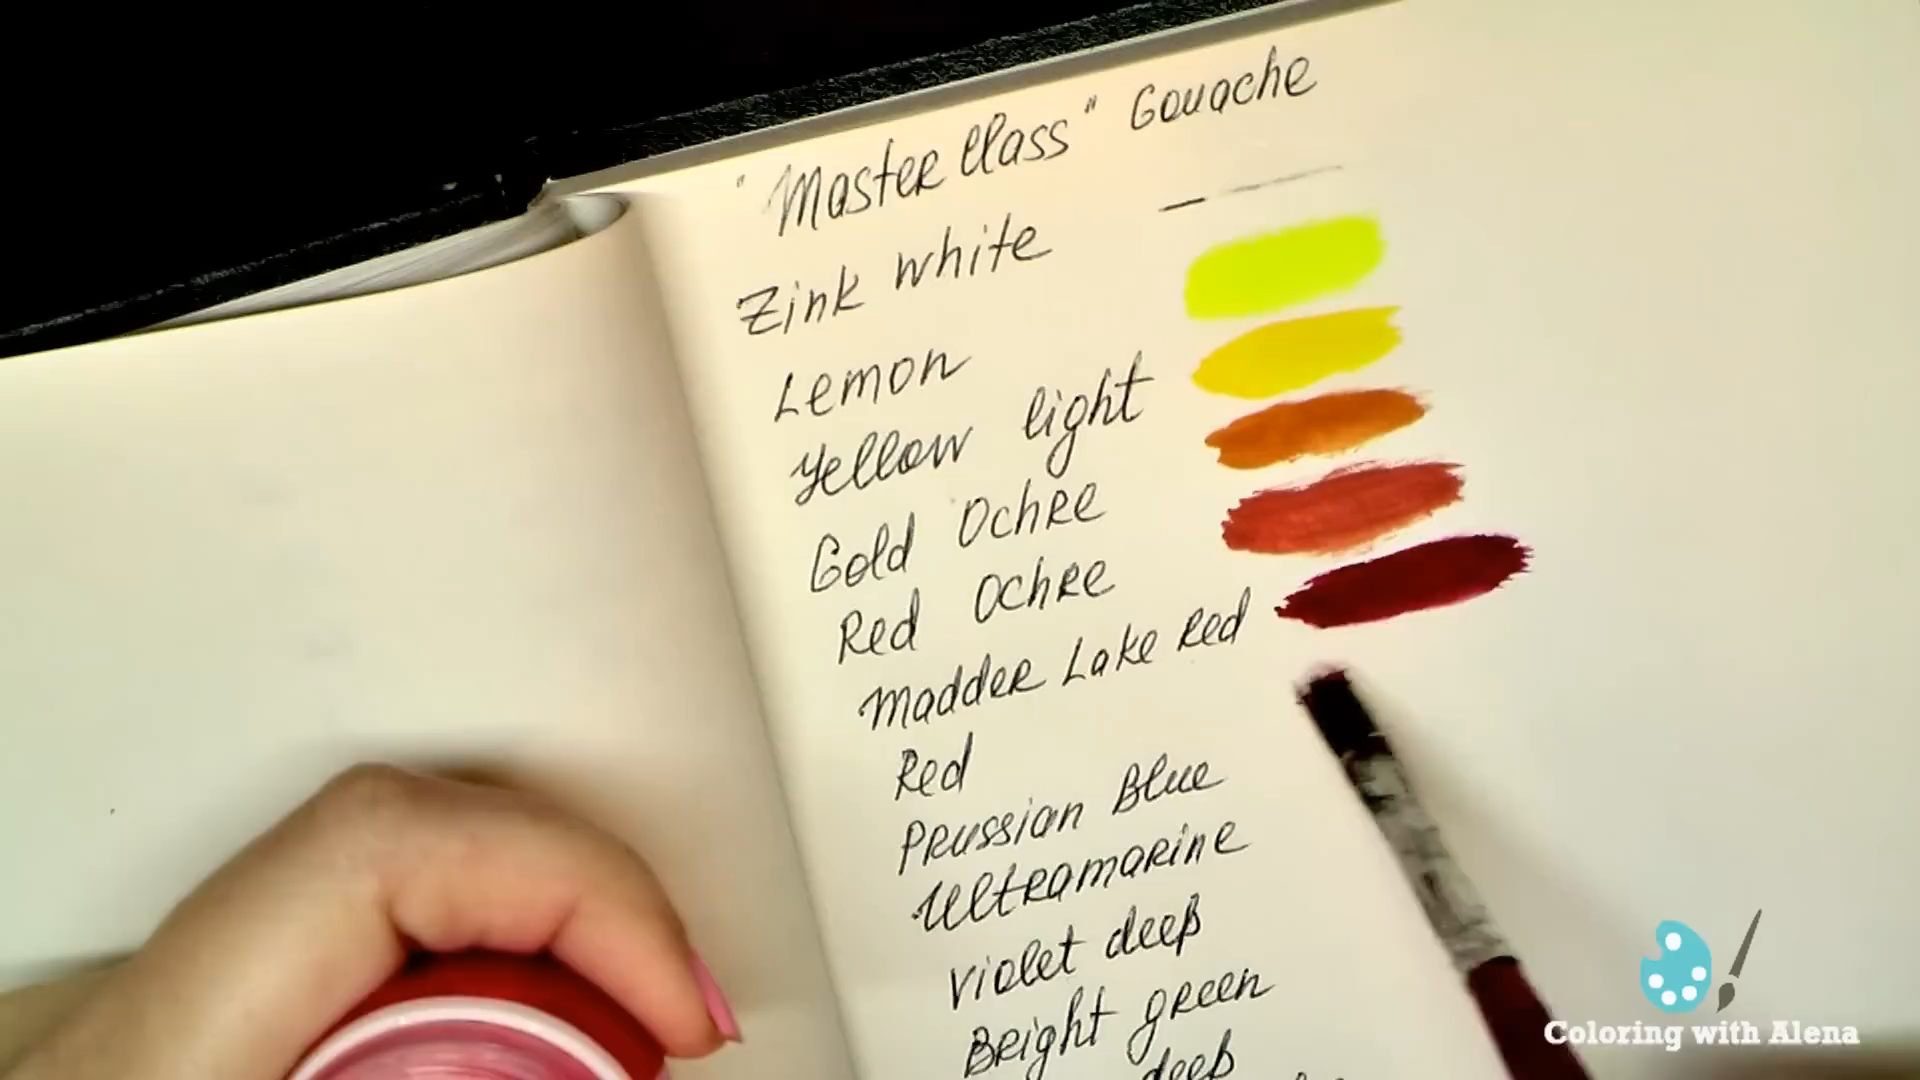 "Master Class" Gouache
Zink white
Lemon
Yellow light
Gold Ochre
Red Ochre
Madder Lake Red
Red
Prussian Blue
Ultramarine
Violet deep
Bright green
deep
Coloring with Alena